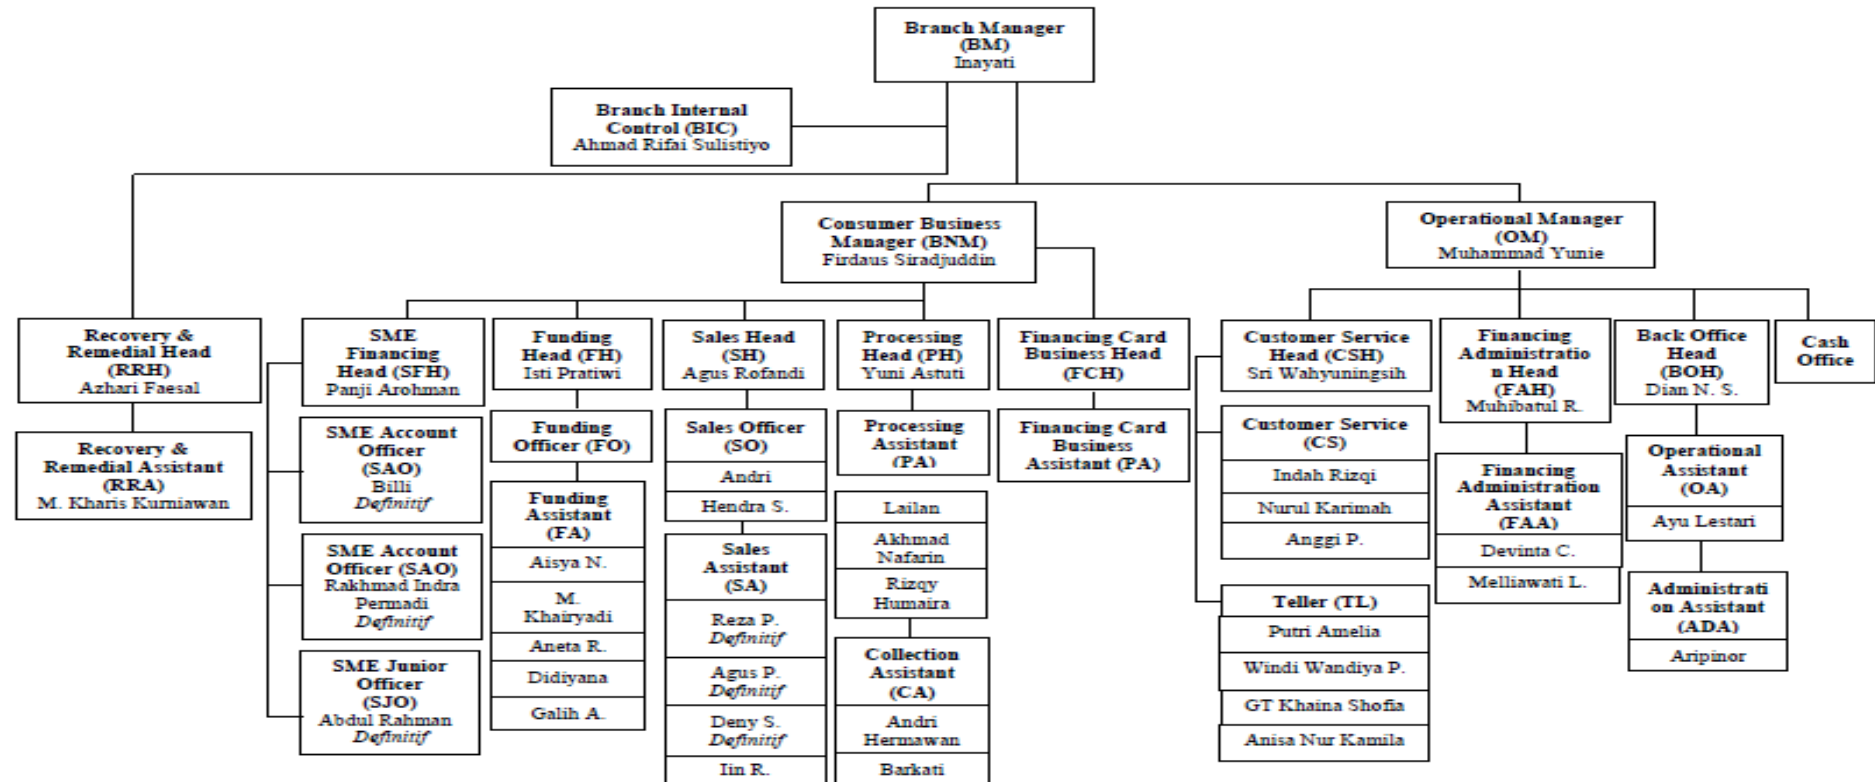 Branch Manager
(BM)
Inayati
Branch Internal
Control (BIC)
Ahmad Rifai Sulistiyo
Consumer Business
Manager (BNM)
Firdaus Siradjuddin
Operational Manager
(OM)
Muhammad Yunie
Recovery &
Remedial Head
(RRH)
Azhari Faesal
Recovery &
Remedial Assistant
(RRA)
M. Kharis Kurniawan
SME
Financing
Head (SFH)
Panji Arohman
SME Account
Officer
(SAO)
Billi
Definitif
SME Account
Officer (SAO)
Rakhmad Indra
Permadi
Definitif
SME Junior
Officer
(SJO)
Abdul Rahman
Definitif
Funding
Head (FH)
Isti Pratiwi
Funding
Officer (FO)
Funding
Assistant
(FA)
Aisya N.
M.
Khairyadi
Aneta R.
Didiyana
Galih A.
Sales Head
(SH)
Agus Rofandi
Sales Officer
(SO)
Andri
Hendra S.
Sales
Assistant
(SA)
Reza P.
Definitif
Agus P.
Definitif
Deny S.
Definitif
Iin R.
Processing
Head (PH)
Yuni Astuti
Processing
Assistant
(PA)
Lailan
Akhmad
Nafarin
Rizqy
Humaira
Collection
Assistant
(CA)
Andri
Hermawan
Barkati
Financing Card
Business Head
(FCH)
Financing Card
Business
Assistant (PA)
Customer Service
Head (CSH)
Sri Wahyuningsih
Customer Service
(CS)
Indah Rizqi
Nurul Karimah
Anggi P.
Teller (TL)
Putri Amelia
Windi Wandiya P.
GT Khaina Shofia
Anisa Nur Kamila
Financing
Administratio
n Head
(FAH)
Muhibatul R.
Financing
Administration
Assistant
(FAA)
Devinta C.
Melliawati L.
Back Office
Head
(BOH)
Dian N. S.
Operational
Assistant
(OA)
Ayu Lestari
Administrati
on Assistant
(ADA)
Aripinor
Cash
Office